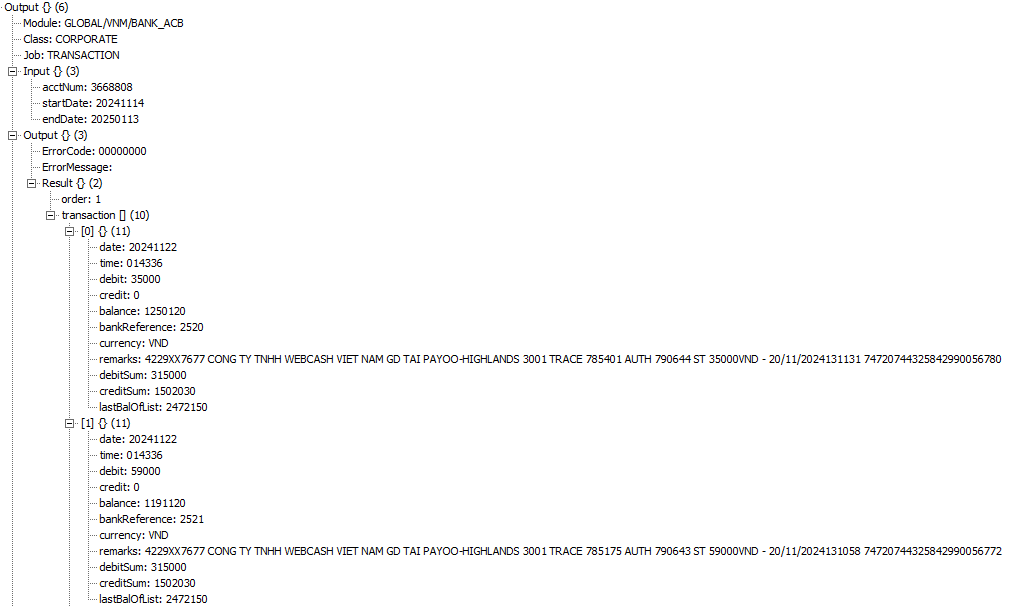 Output {} (6)
Module: GLOBAL/VNM/BANK_ACB
Class: CORPORATE
Job: TRANSACTION
Input {} (3)
acctNum: 3668808
startDate: 20241114
endDate: 20250113
Output {} (3)
ErrorCode: 00000000
ErrorMessage:
Result {} (2)
order: 1
transaction [] (10)
[0] {} (11)
date: 20241122
time: 014336
debit: 35000
credit: 0
balance: 1250120
bankReference: 2520
currency: VND
remarks: 4229XX7677 CONG TY TNHH WEBCASH VIET NAM GD TAI PAYOO-HIGHLANDS 3001 TRACE 785401 AUTH 790644 ST 35000VND - 20/11/2024131131 74720744325842990056780
debitSum: 315000
creditSum: 1502030
lastBalOfList: 2472150
[1] {} (11)
date: 20241122
time: 014336
debit: 59000
credit: 0
balance: 1191120
bankReference: 2521
currency: VND
remarks: 4229XX7677 CONG TY TNHH WEBCASH VIET NAM GD TAI PAYOO-HIGHLANDS 3001 TRACE 785175 AUTH 790643 ST 59000VND - 20/11/2024131058 74720744325842990056772
debitSum: 315000
creditSum: 1502030
lastBalOfList: 2472150